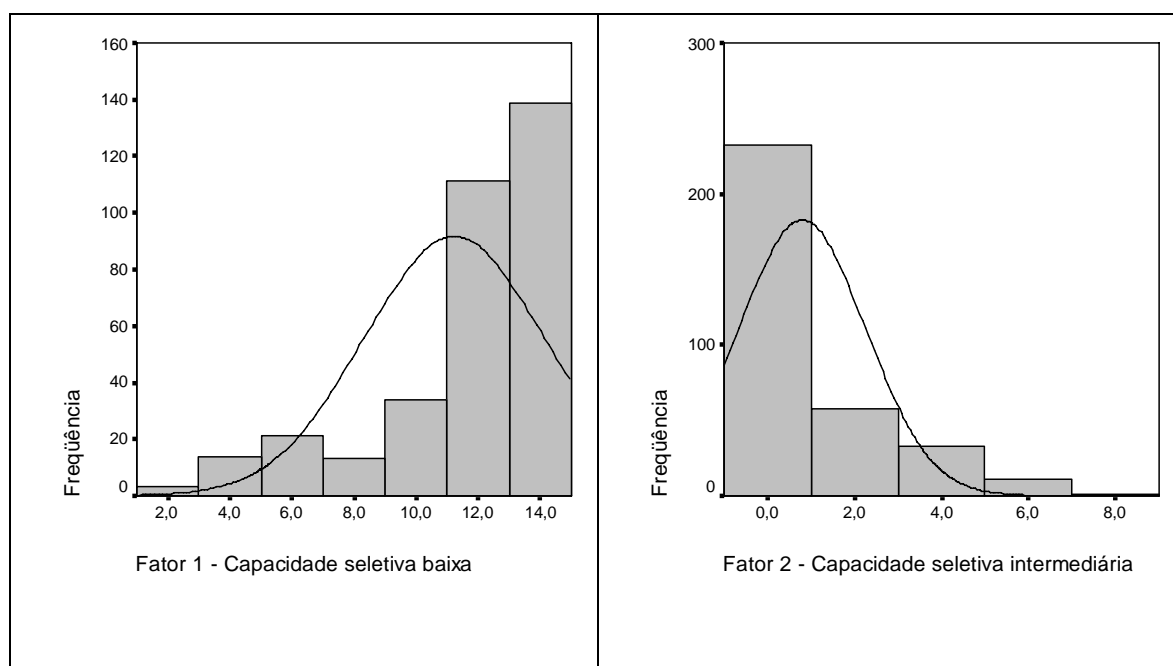 160
140
120
100
80
60
40
20
0
Freqüência
2,0 4,0 6,0 8,0 10,0 12,0 14,0
Fator 1 - Capacidade seletiva baixa
300
200
100
0
Freqüência
0,0 2,0 4,0 6,0 8,0
Fator 2 - Capacidade seletiva intermediária